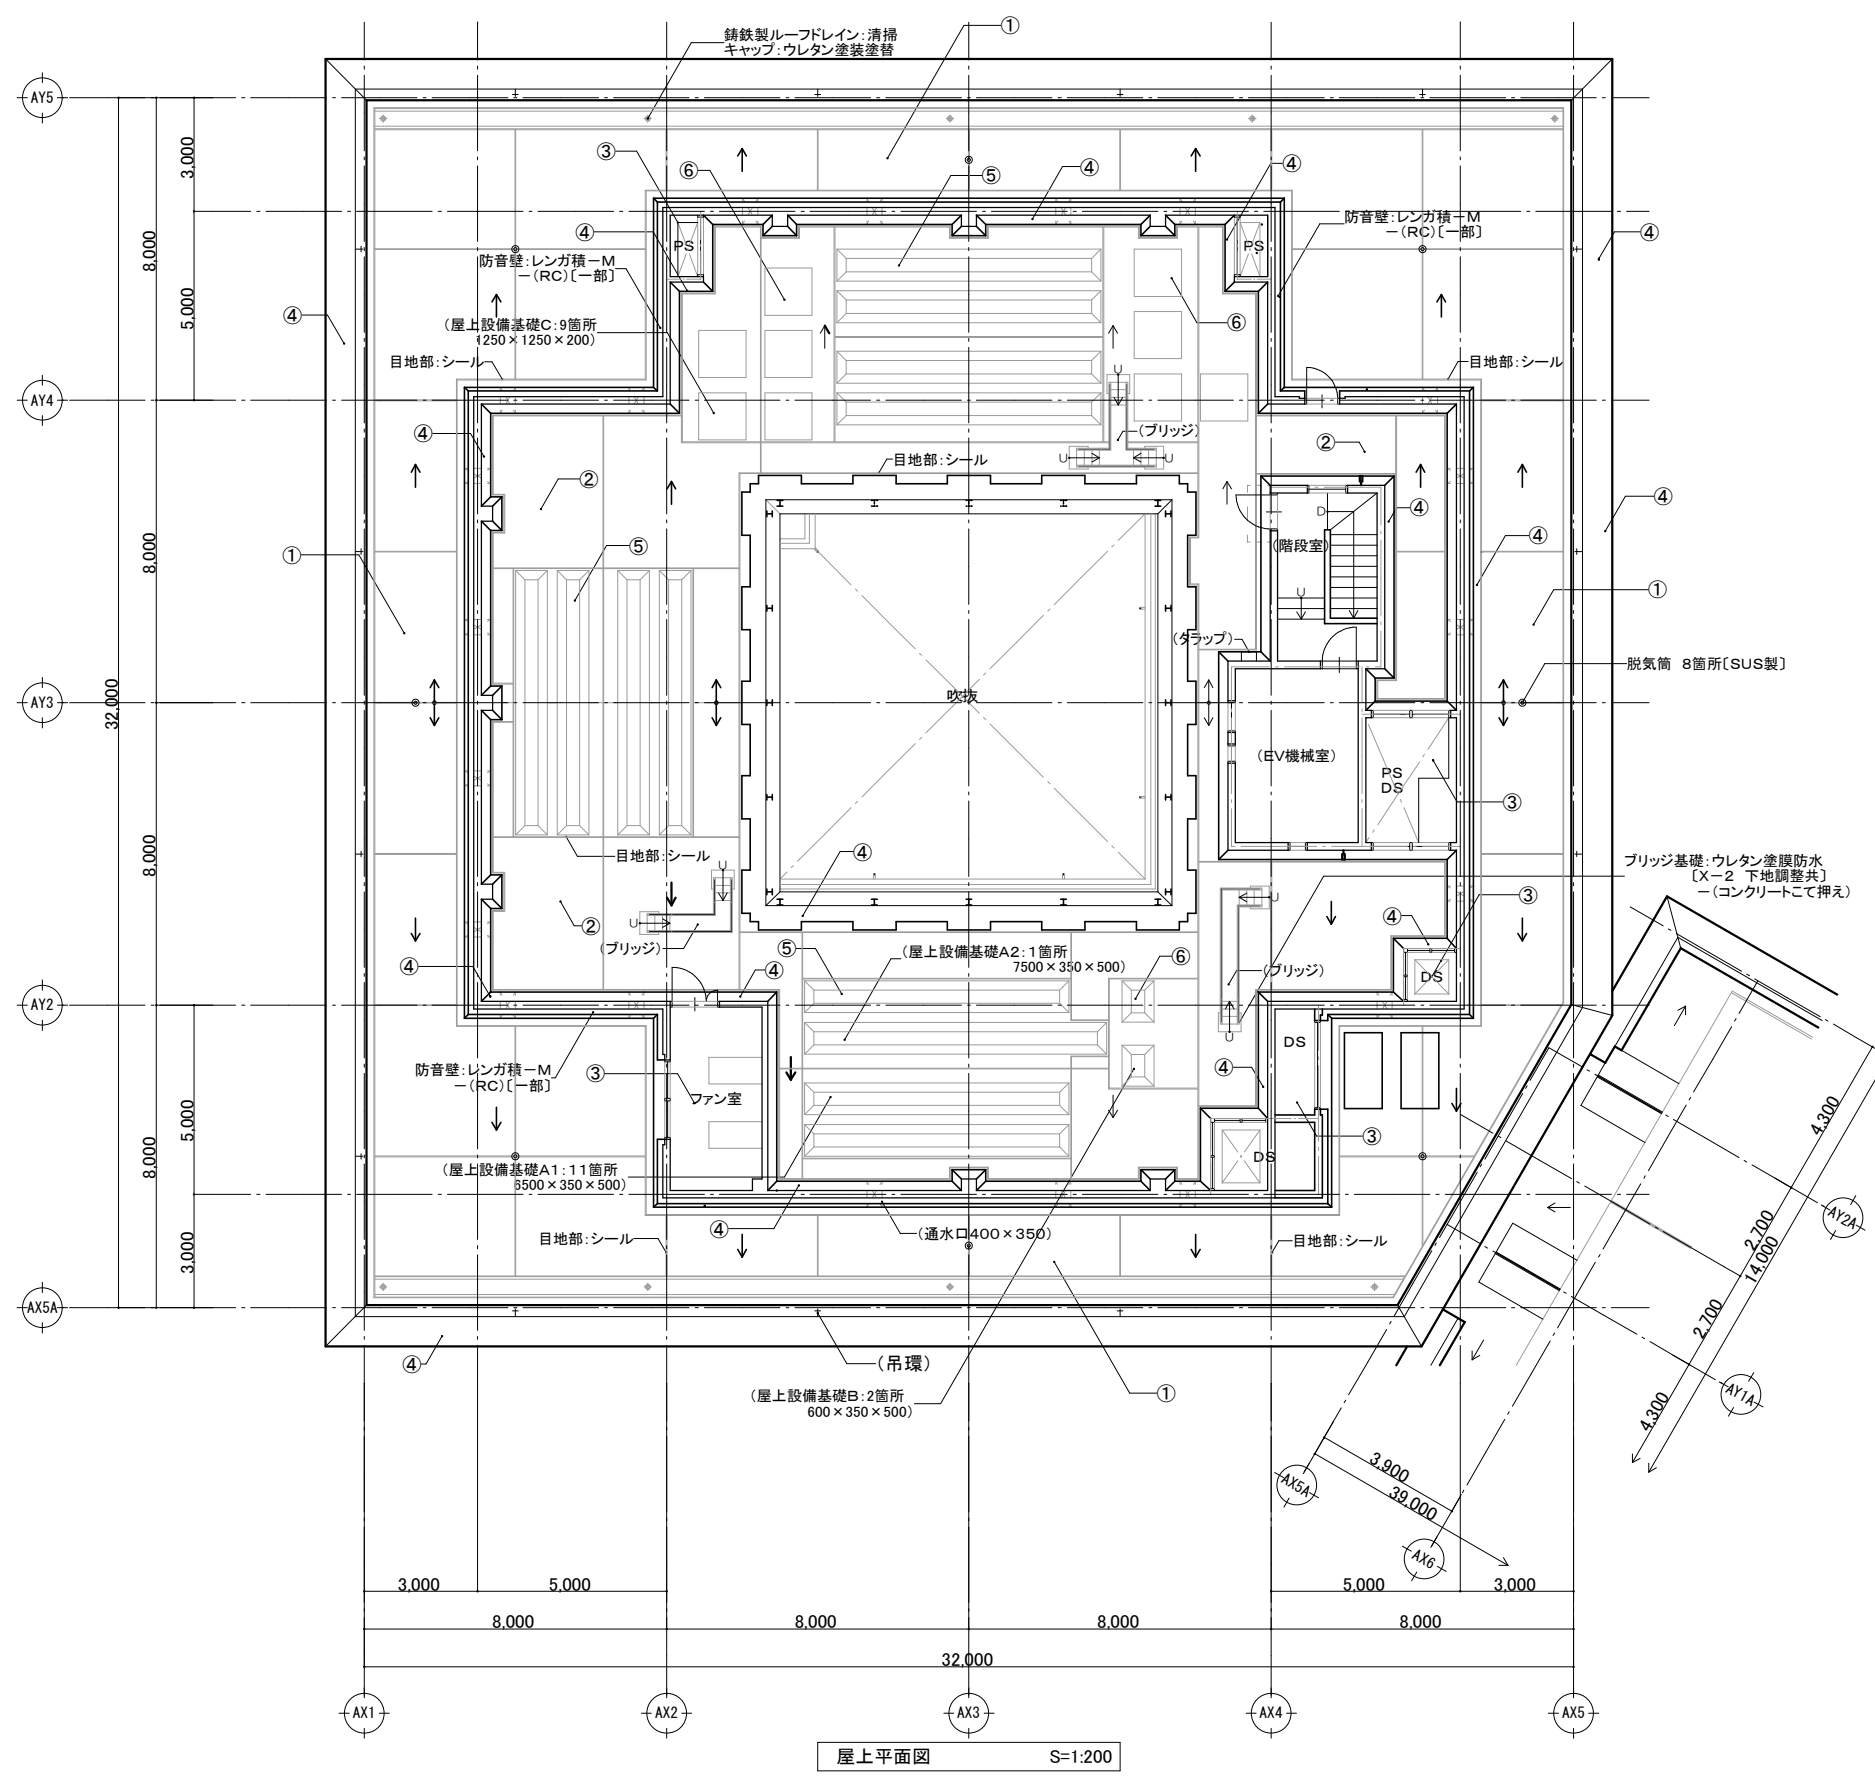 鋳鉄製ルーフドレイン：清掃
キャップ：ウレタン塗装塗替
①
AY5
3,000
③
⑥
⑤
④
④
PS
PS
防音壁：レンガ積－M
－(RC)〔一部〕
④
④
防音壁：レンガ積－M
－(RC)〔一部〕
8,000
5,000
④
(屋上設備基礎C：9箇所
1250×1250×200)
⑥
目地部：シール
目地部：シール
AY4
U
(ブリッジ)
④
②
U
U
目地部：シール
②
④
④
D
④
①
⑤
(階段室)
8,000
U
①
(タラップ)
脱気筒 8箇所〔SUS製〕
AY3
32,000
吹抜
(EV機械室)
PS
DS
③
目地部：シール
④
8,000
U
U
ブリッジ基礎：ウレタン塗膜防水
〔X－2 下地調整共〕
－(コンクリートこて押え)
③
②
U
(ブリッジ)
④
⑤
(屋上設備基礎A2：1箇所
7500×350×500)
⑥
④
④
(ブリッジ)
DS
AY2
U
DS
防音壁：レンガ積－M
－(RC)〔一部〕
③
ファン室
④
5,000
8,000
③
DS
(屋上設備基礎A1：11箇所
6500×350×500)
④
(通水口400×350)
目地部：シール
目地部：シール
3,000
AX5A
④
(吊環)
(屋上設備基礎B：2箇所
600×350×500)
①
4,300
AY2A
2,700
14,000
2,700
AY1A
4,300
3,900
39,000
AX5A
AX6
3,000
5,000
5,000
3,000
8,000
8,000
8,000
8,000
32,000
AX1
AX2
AX3
AX4
AX5
屋上平面図 S=1:200